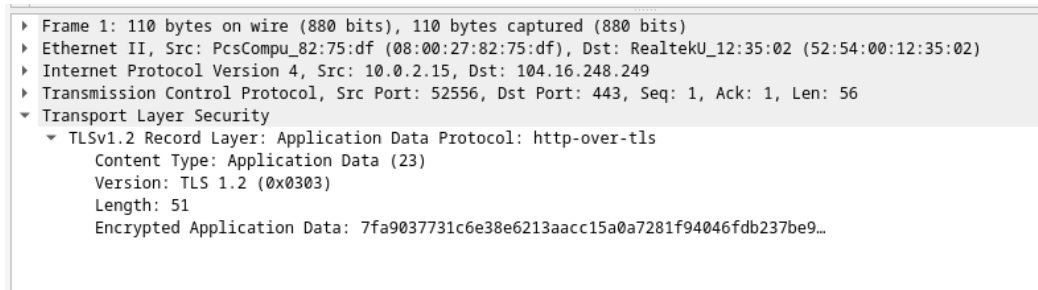 Frame 1: 110 bytes on wire (880 bits), 110 bytes captured (880 bits)
Ethernet II, Src: PcsCompu_82:75:df (08:00:27:82:75:df), Dst: RealtekU_12:35:02 (52:54:00:12:35:02)
Internet Protocol Version 4, Src: 10.0.2.15, Dst: 104.16.248.249
Transmission Control Protocol, Src Port: 52556, Dst Port: 443, Seq: 1, Ack: 1, Len: 56
Transport Layer Security
TLSv1.2 Record Layer: Application Data Protocol: http-over-tls
Content Type: Application Data (23)
Version: TLS 1.2 (0x0303)
Length: 51
Encrypted Application Data: 7fa9037731c6e38e6213aacc15a0a7281f94046fdb237be9…